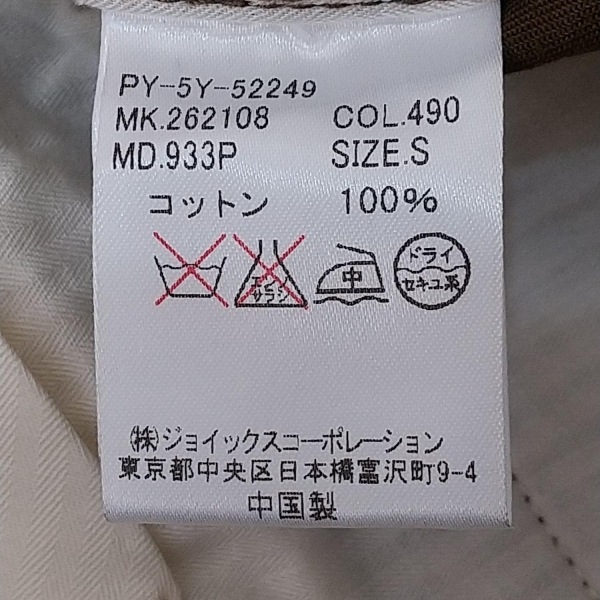 PY-5Y-52249
MK.262108 COL.490
MD.933P SIZE.S
コットン 100%
エンソ サラシ 中 ドライ セキユ系
㈱ジョイックスコーポレーション
東京都中央区日本橋富沢町9-4
中国製